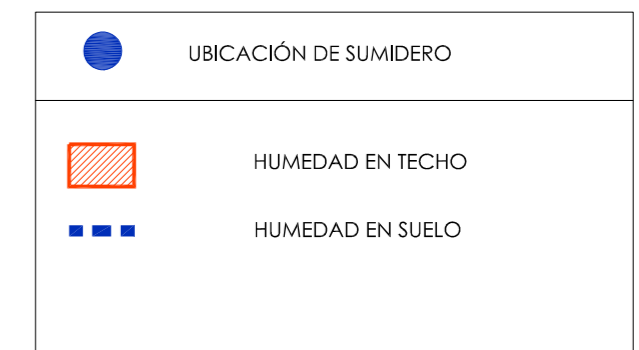 UBICACIÓN DE SUMIDERO
HUMEDAD EN TECHO
HUMEDAD EN SUELO